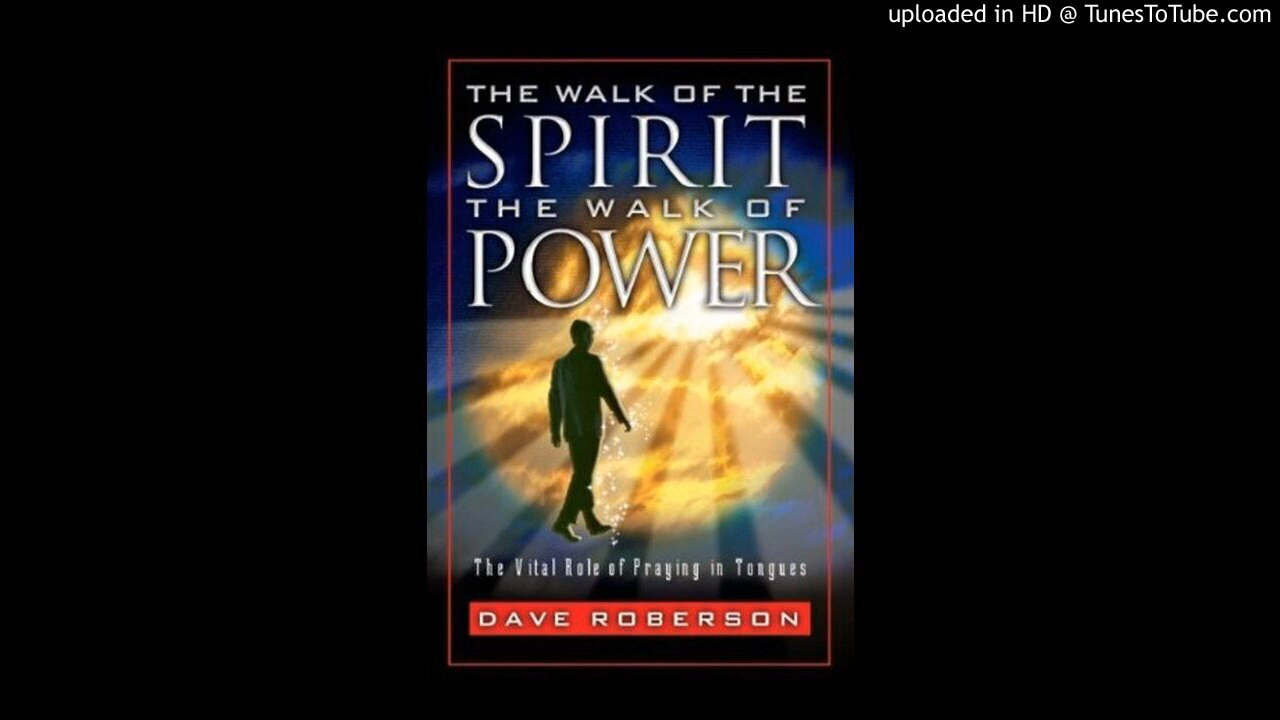 uploaded in HD @ TunesToTube.com
THE WALK OF THE
SPIRIT
THE WALK OF
POWER
The Vital Role of Praying in Tongues
DAVE ROBERSON